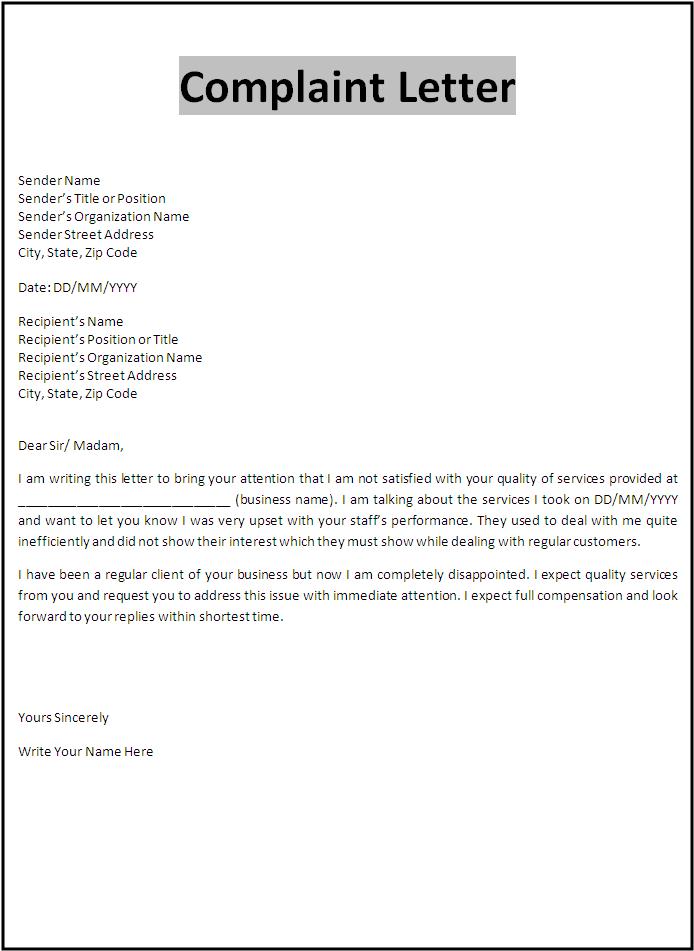 Complaint Letter
Sender Name
Sender's Title or Position
Sender's Organization Name
Sender Street Address
City, State, Zip Code
Date: DD/MM/YYYY
Recipient's Name
Recipient's Position or Title
Recipient's Organization Name
Recipient's Street Address
City, State, Zip Code
Dear Sir/ Madam,
I am writing this letter to bring your attention that I am not satisfied with your quality of services provided at
______________________________ (business name). I am talking about the services I took on DD/MM/YYYY
and want to let you know I was very upset with your staff's performance. They used to deal with me quite
inefficiently and did not show their interest which they must show while dealing with regular customers.
I have been a regular client of your business but now I am completely disappointed. I expect quality services
from you and request you to address this issue with immediate attention. I expect full compensation and look
forward to your replies within shortest time.
Yours Sincerely
Write Your Name Here